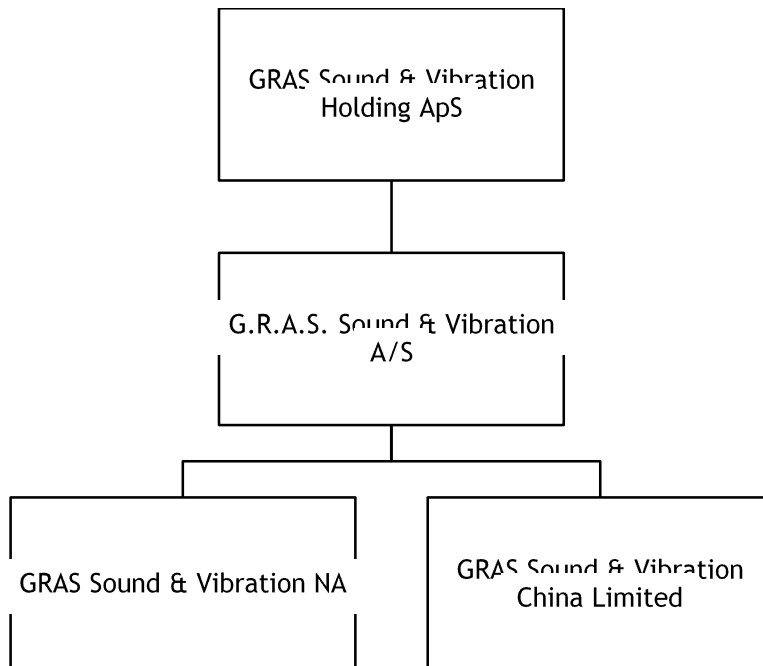 GRAS Sound & Vibration
Holding ApS
G.R.A.S. Sound & Vibration
A/S
GRAS Sound & Vibration NA
GRAS Sound & Vibration
China Limited